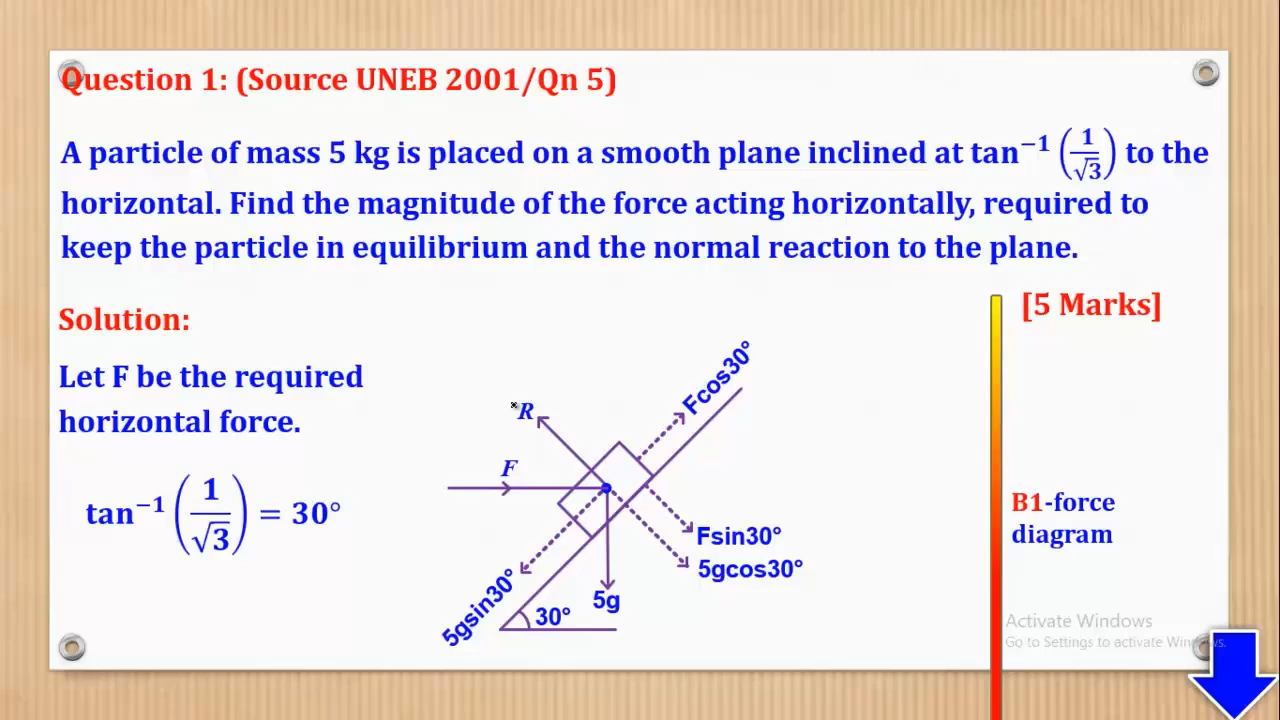 Question 1: (Source UNEB 2001/Qn 5)
A particle of mass 5 kg is placed on a smooth plane inclined at tan⁻¹(1/√3) to the
horizontal. Find the magnitude of the force acting horizontally, required to
keep the particle in equilibrium and the normal reaction to the plane.
[5 Marks]
Solution:
Let F be the required
horizontal force.
tan⁻¹(1/√3) = 30°
R
F
Fcos30°
Fsin30°
5gcos30°
5g
5gsin30°
30°
B1-force
diagram
Activate Windows
Go to Settings to activate Windows.